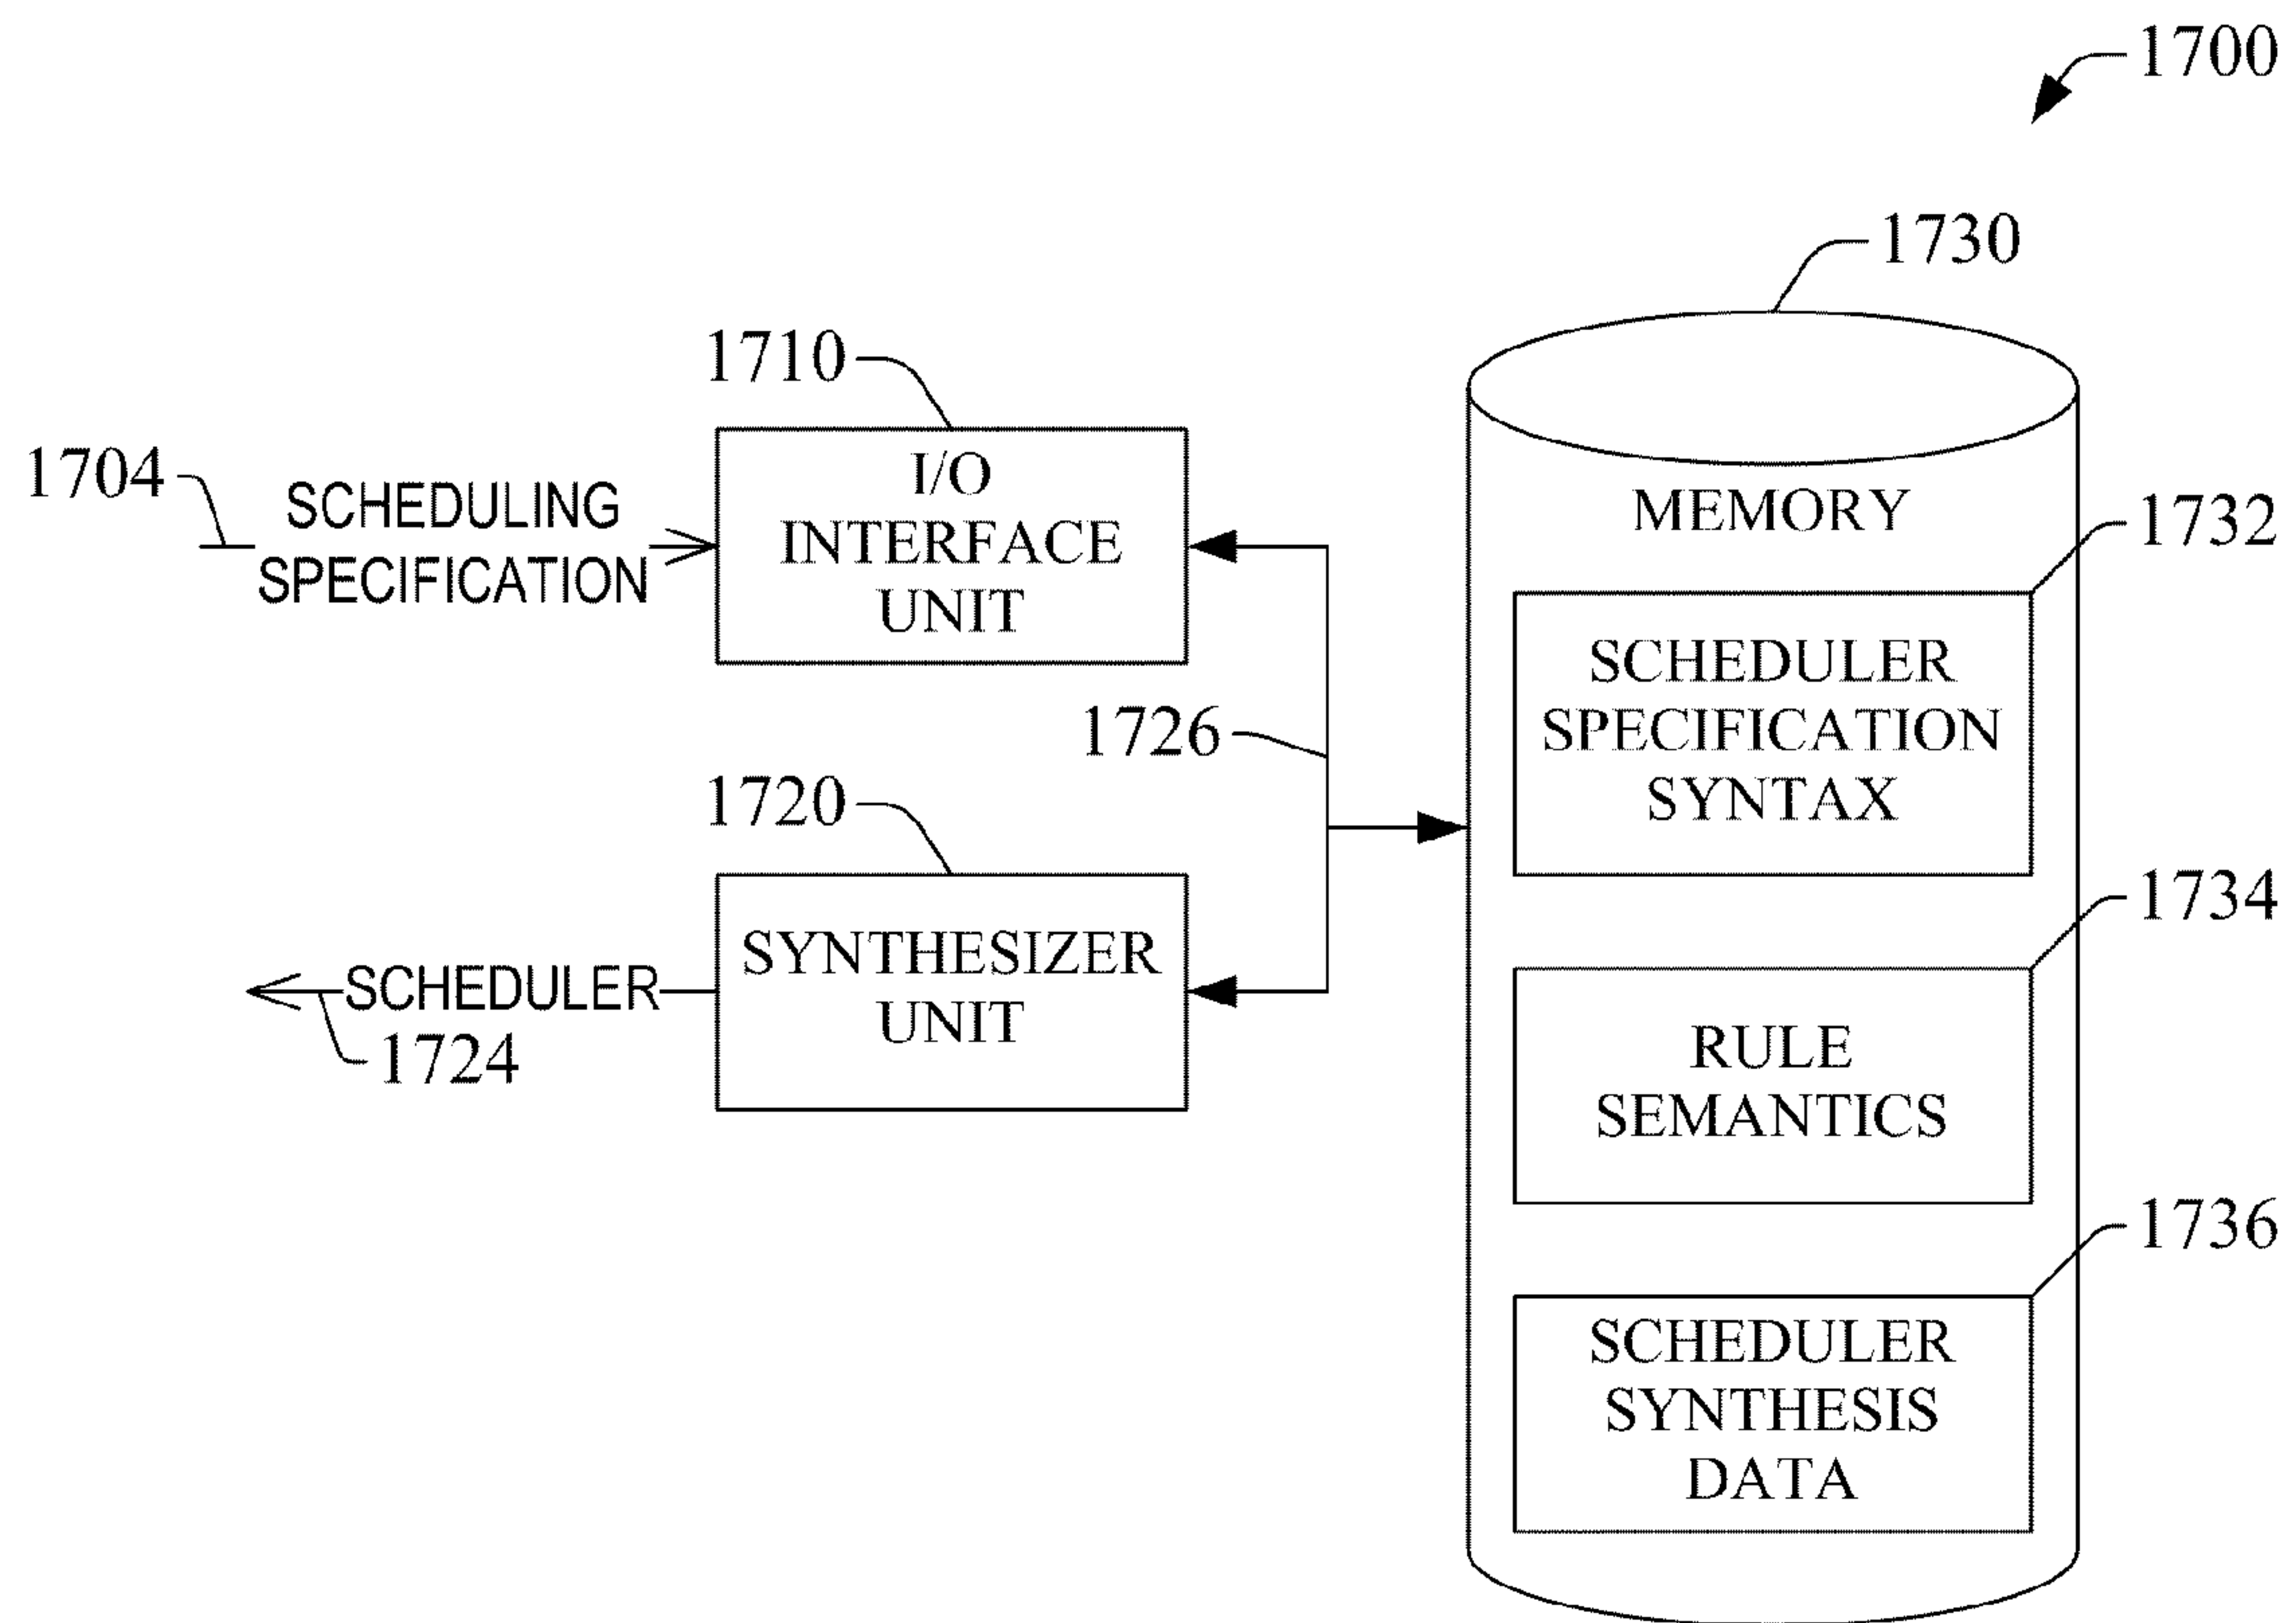 1700
1730
1710
1704
SCHEDULING
SPECIFICATION
I/O
INTERFACE
UNIT
MEMORY
1732
SCHEDULER
SPECIFICATION
SYNTAX
1726
1720
SYNTHESIZER
UNIT
SCHEDULER
1724
1734
RULE
SEMANTICS
1736
SCHEDULER
SYNTHESIS
DATA